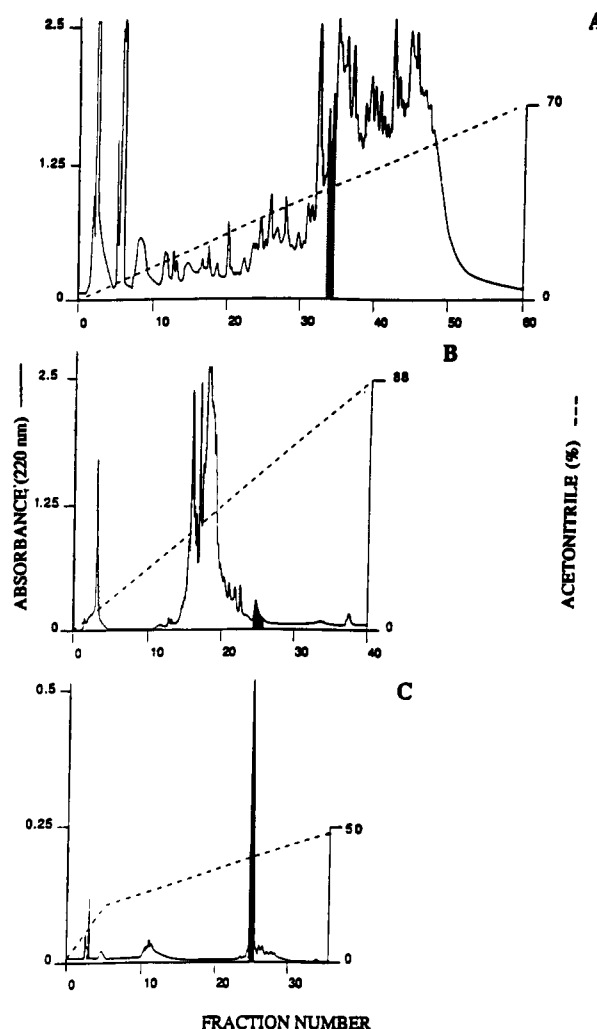 A
2.5
1.25
0
70
0
0 10 20 30 40 50 60
B
2.5
1.25
0
88
0
0 10 20 30 40
ABSORBANCE (220 nm)
ACETONITRILE (%)
C
0.5
0.25
0
50
0
0 10 20 30
FRACTION NUMBER